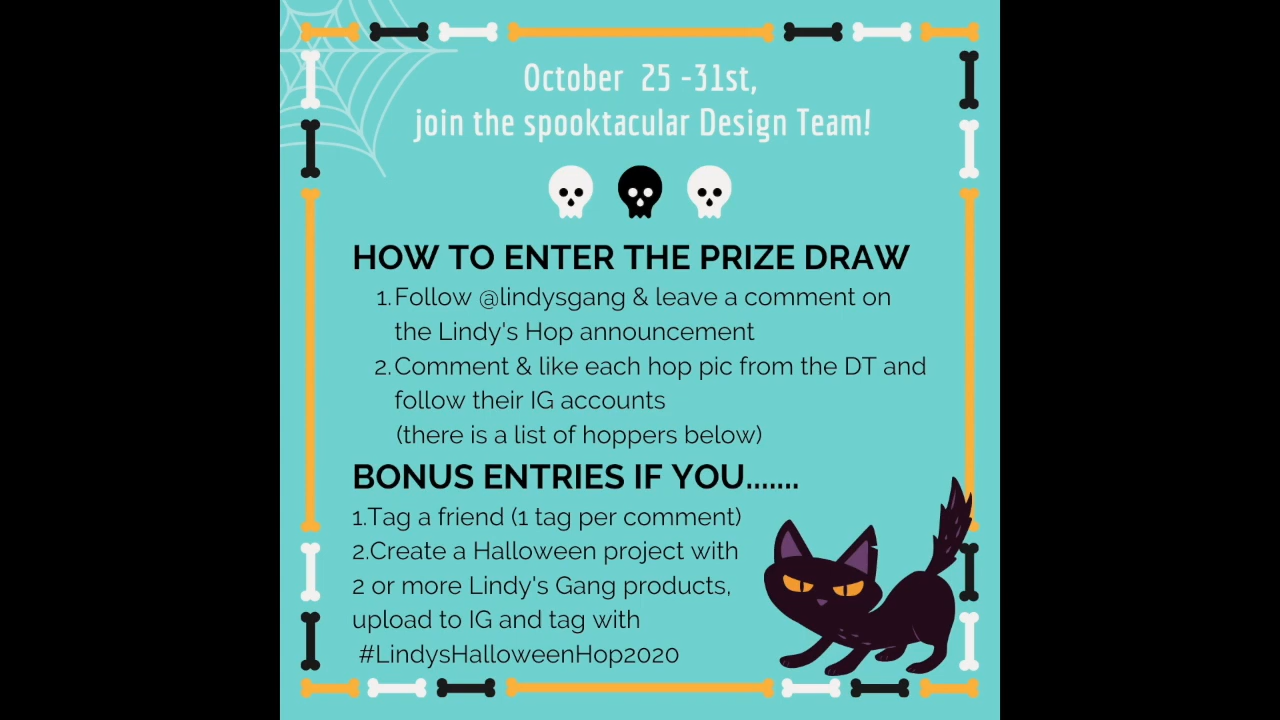 October 25 -31st,
join the spooktacular Design Team!
HOW TO ENTER THE PRIZE DRAW
1. Follow @lindysgang & leave a comment on
the Lindy's Hop announcement
2. Comment & like each hop pic from the DT and
follow their IG accounts
(there is a list of hoppers below)
BONUS ENTRIES IF YOU.......
1.Tag a friend (1 tag per comment)
2.Create a Halloween project with
2 or more Lindy's Gang products,
upload to IG and tag with
#LindysHalloweenHop2020